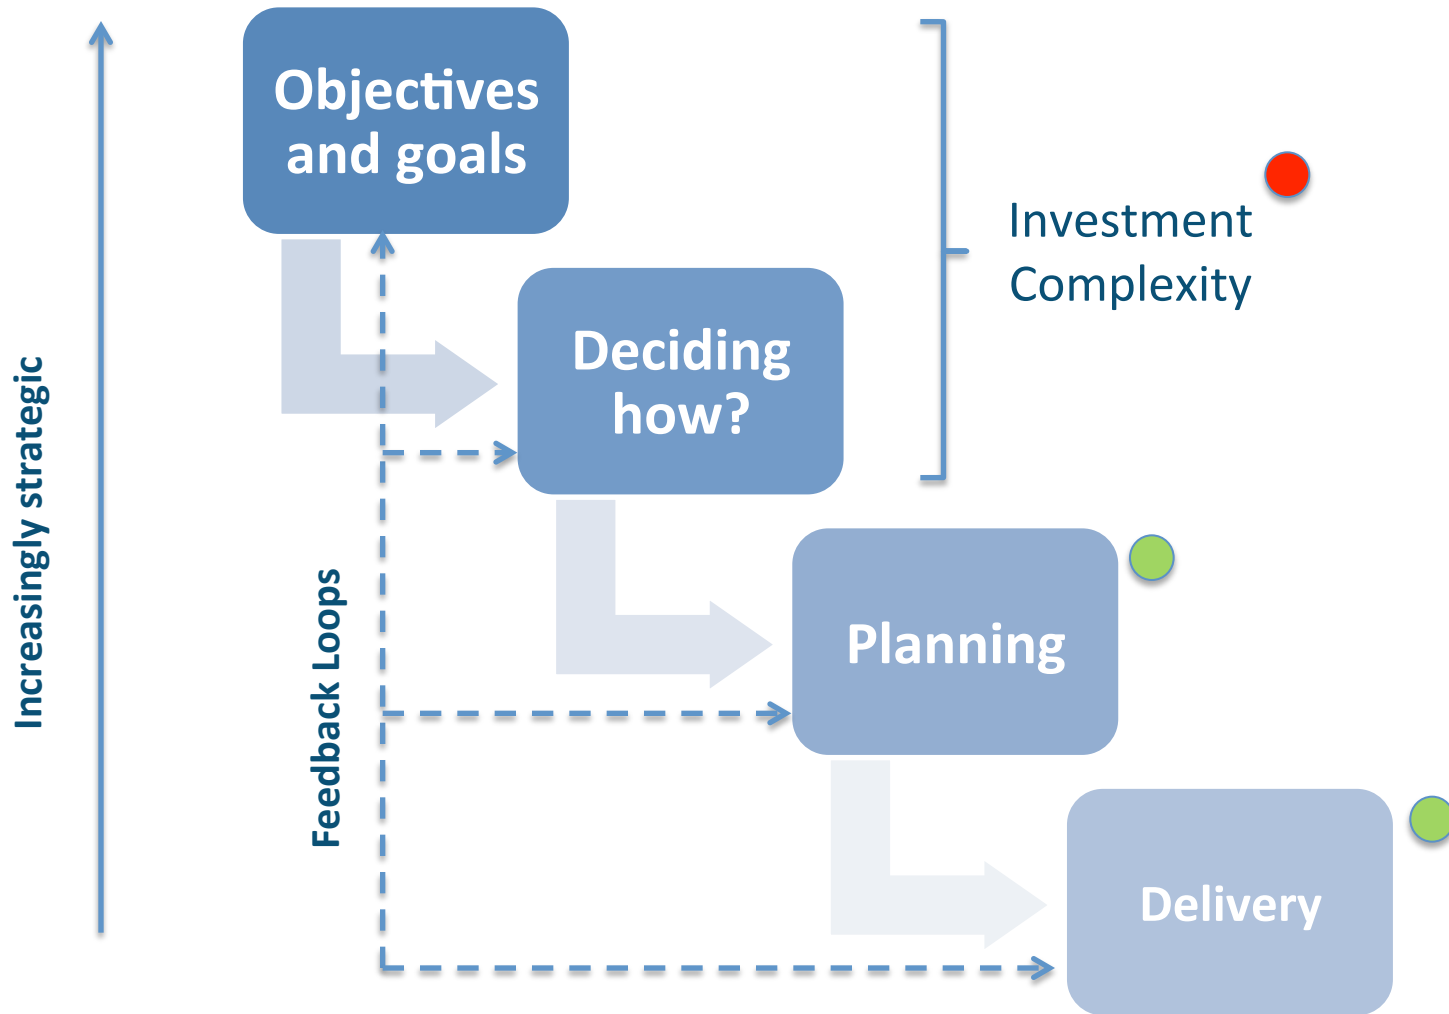 Objectives
and goals
Investment
Complexity
Deciding
how?
Increasingly strategic
Feedback Loops
Planning
Delivery